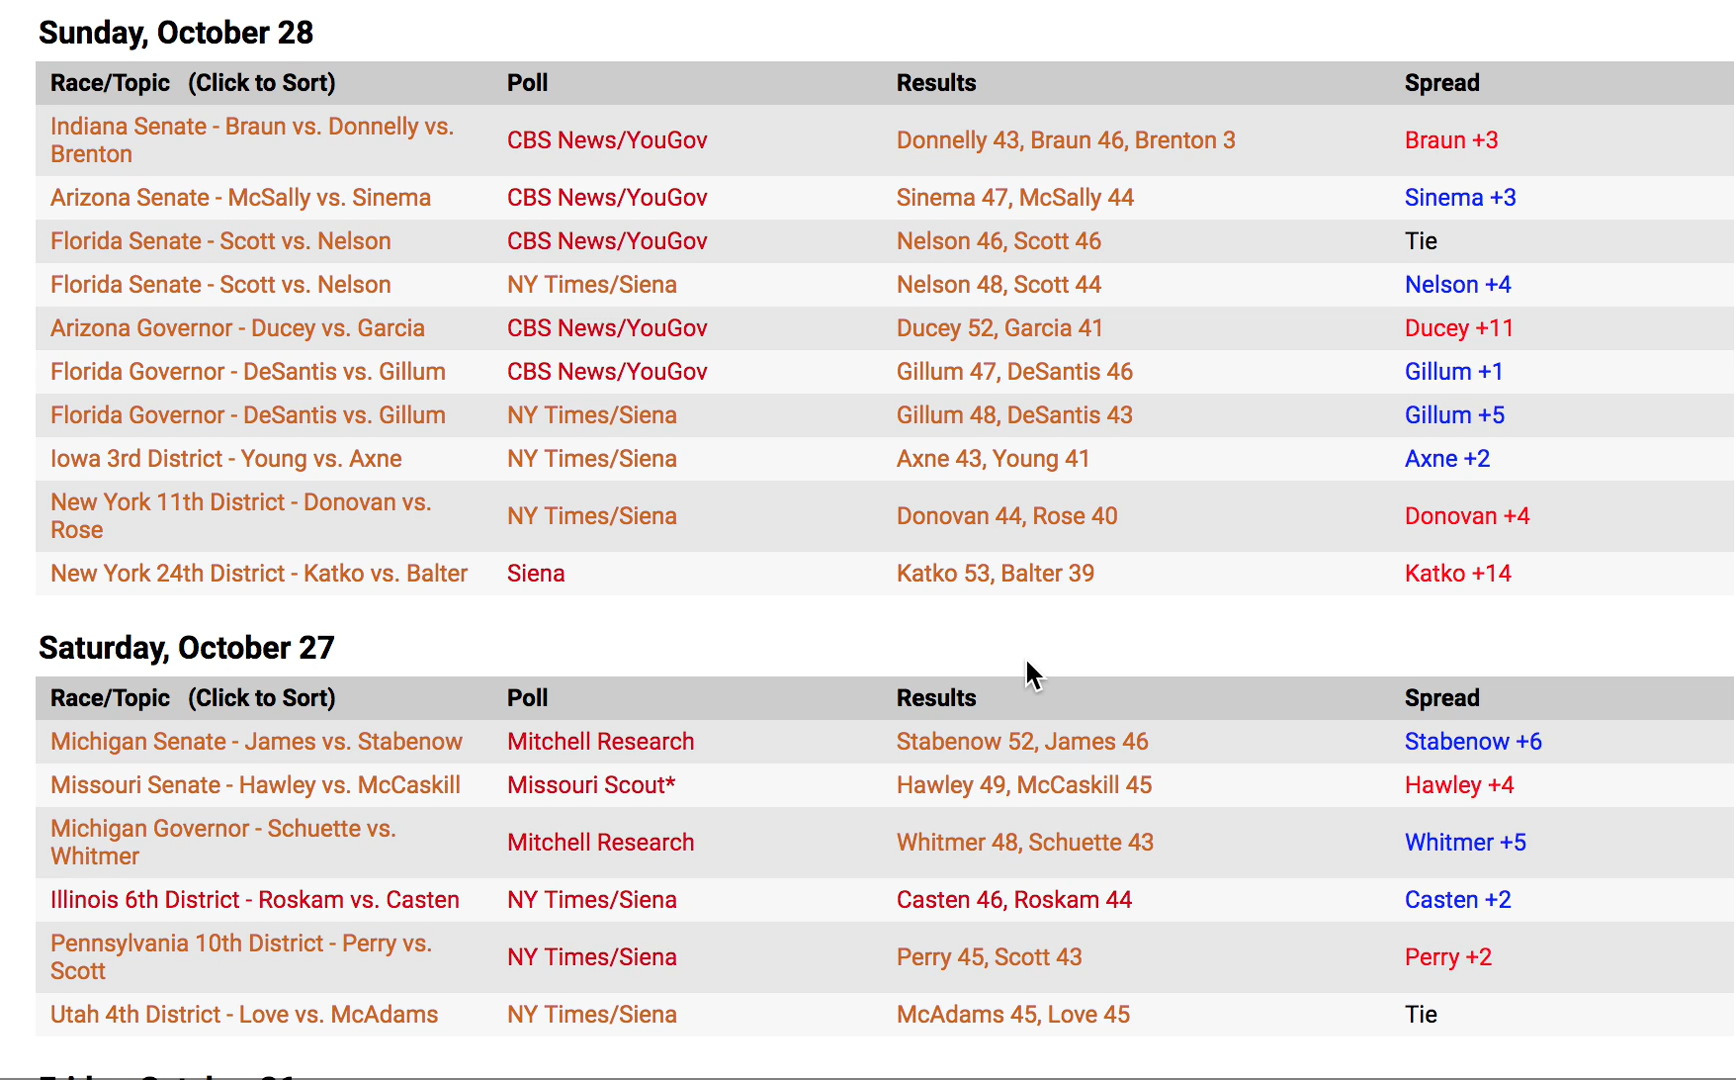 Sunday, October 28
Race/Topic (Click to Sort) Poll Results Spread
Indiana Senate - Braun vs. Donnelly vs.
Brenton
CBS News/YouGov Donnelly 43, Braun 46, Brenton 3 Braun +3
Arizona Senate - McSally vs. Sinema CBS News/YouGov Sinema 47, McSally 44 Sinema +3
Florida Senate - Scott vs. Nelson CBS News/YouGov Nelson 46, Scott 46 Tie
Florida Senate - Scott vs. Nelson NY Times/Siena Nelson 48, Scott 44 Nelson +4
Arizona Governor - Ducey vs. Garcia CBS News/YouGov Ducey 52, Garcia 41 Ducey +11
Florida Governor - DeSantis vs. Gillum CBS News/YouGov Gillum 47, DeSantis 46 Gillum +1
Florida Governor - DeSantis vs. Gillum NY Times/Siena Gillum 48, DeSantis 43 Gillum +5
Iowa 3rd District - Young vs. Axne NY Times/Siena Axne 43, Young 41 Axne +2
New York 11th District - Donovan vs.
Rose
NY Times/Siena Donovan 44, Rose 40 Donovan +4
New York 24th District - Katko vs. Balter Siena Katko 53, Balter 39 Katko +14
Saturday, October 27
Race/Topic (Click to Sort) Poll Results Spread
Michigan Senate - James vs. Stabenow Mitchell Research Stabenow 52, James 46 Stabenow +6
Missouri Senate - Hawley vs. McCaskill Missouri Scout* Hawley 49, McCaskill 45 Hawley +4
Michigan Governor - Schuette vs.
Whitmer
Mitchell Research Whitmer 48, Schuette 43 Whitmer +5
Illinois 6th District - Roskam vs. Casten NY Times/Siena Casten 46, Roskam 44 Casten +2
Pennsylvania 10th District - Perry vs.
Scott
NY Times/Siena Perry 45, Scott 43 Perry +2
Utah 4th District - Love vs. McAdams NY Times/Siena McAdams 45, Love 45 Tie